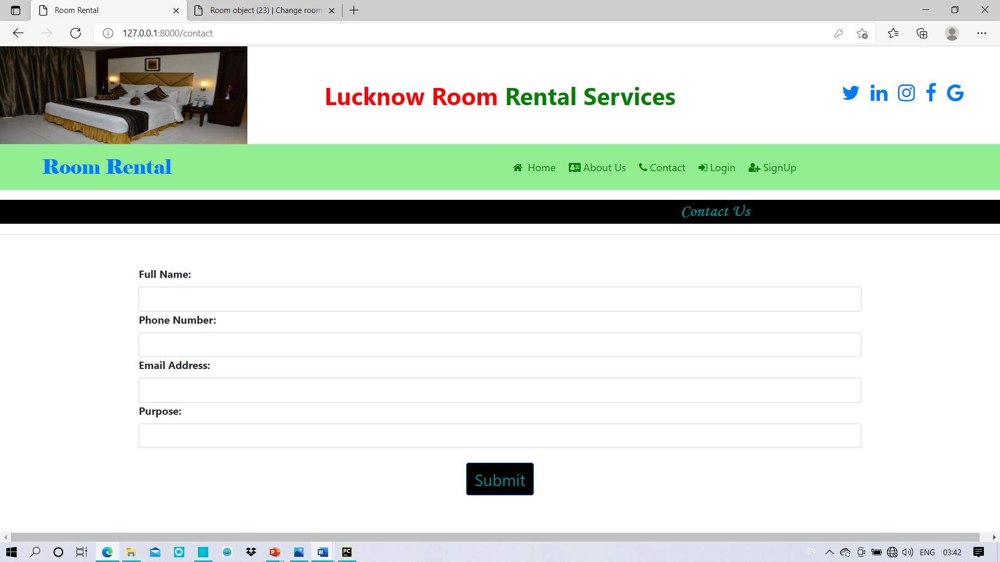 Room Rental
Room object (23) | Change room
127.0.0.1:8000/contact
Lucknow Room Rental Services
Room Rental
Home About Us Contact Login SignUp
Contact Us
Full Name:
Phone Number:
Email Address:
Purpose:
Submit
EN ENG 03:42